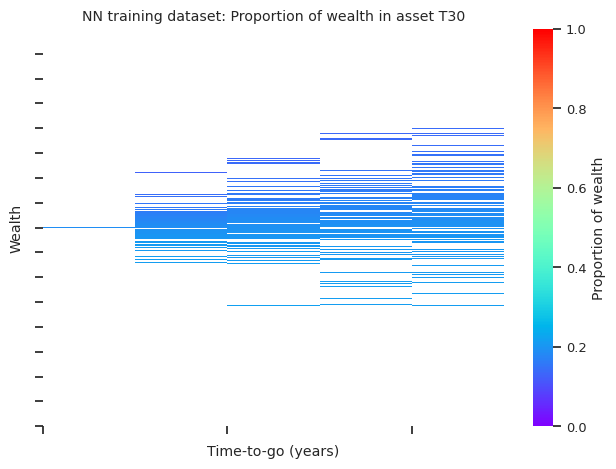 NN training dataset: Proportion of wealth in asset T30
Wealth
Time-to-go (years)
1.0
0.8
0.6
0.4
0.2
0.0
Proportion of wealth